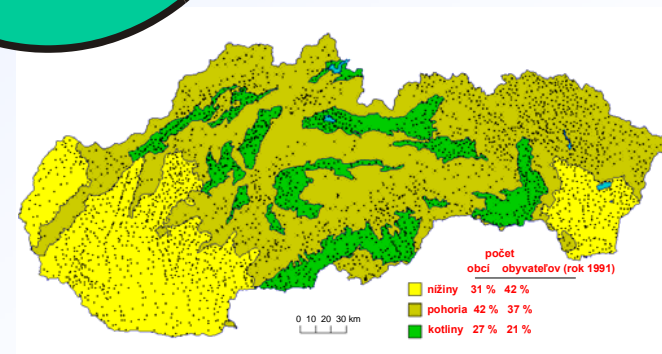 počet
obcí obyvateľov (rok 1991)
nížiny 31 % 42 %
pohoria 42 % 37 %
kotliny 27 % 21 %
0 10 20 30 km